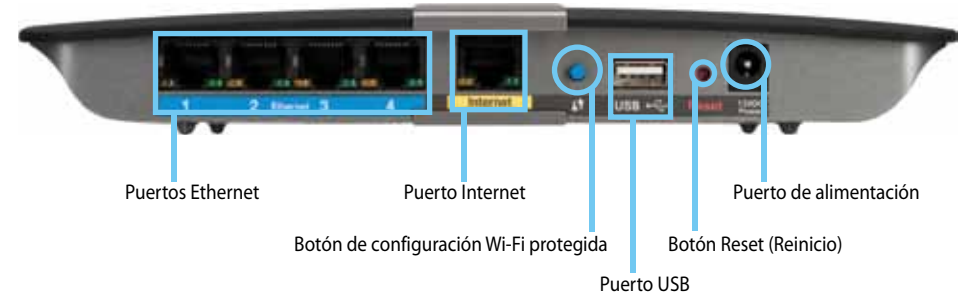 1 2 Ethernet 3 4
Internet
USB
Reset
12VDC
Puertos Ethernet
Puerto Internet
Puerto de alimentación
Botón de configuración Wi-Fi protegida
Botón Reset (Reinicio)
Puerto USB